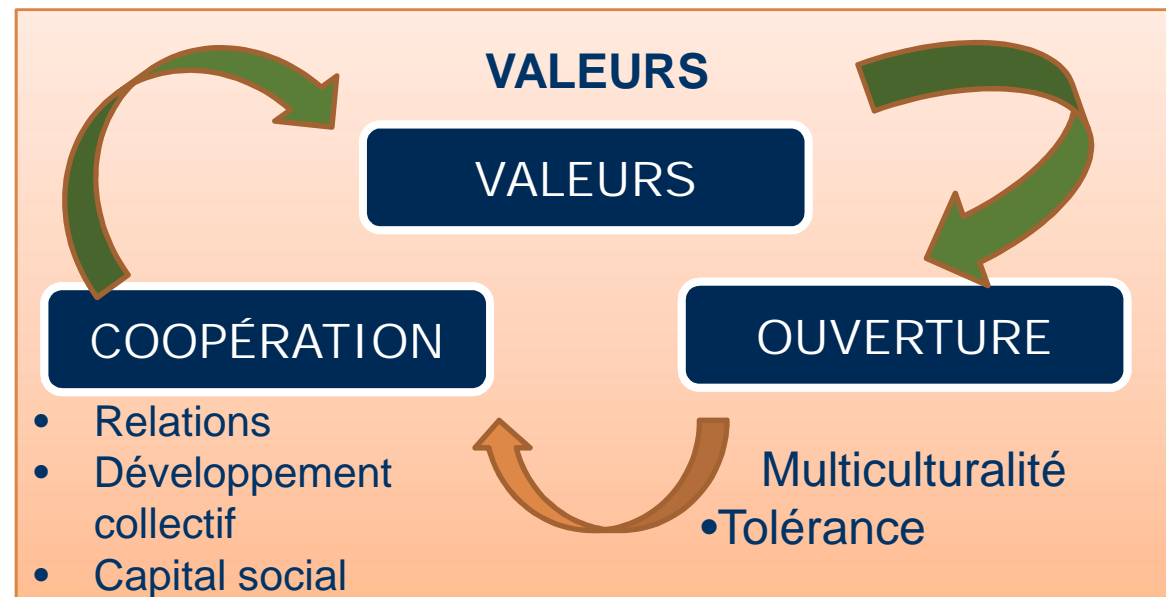 VALEURS
VALEURS
COOPÉRATION
• Relations
• Développement
collectif
• Capital social
OUVERTURE
Multiculturalité
•Tolérance